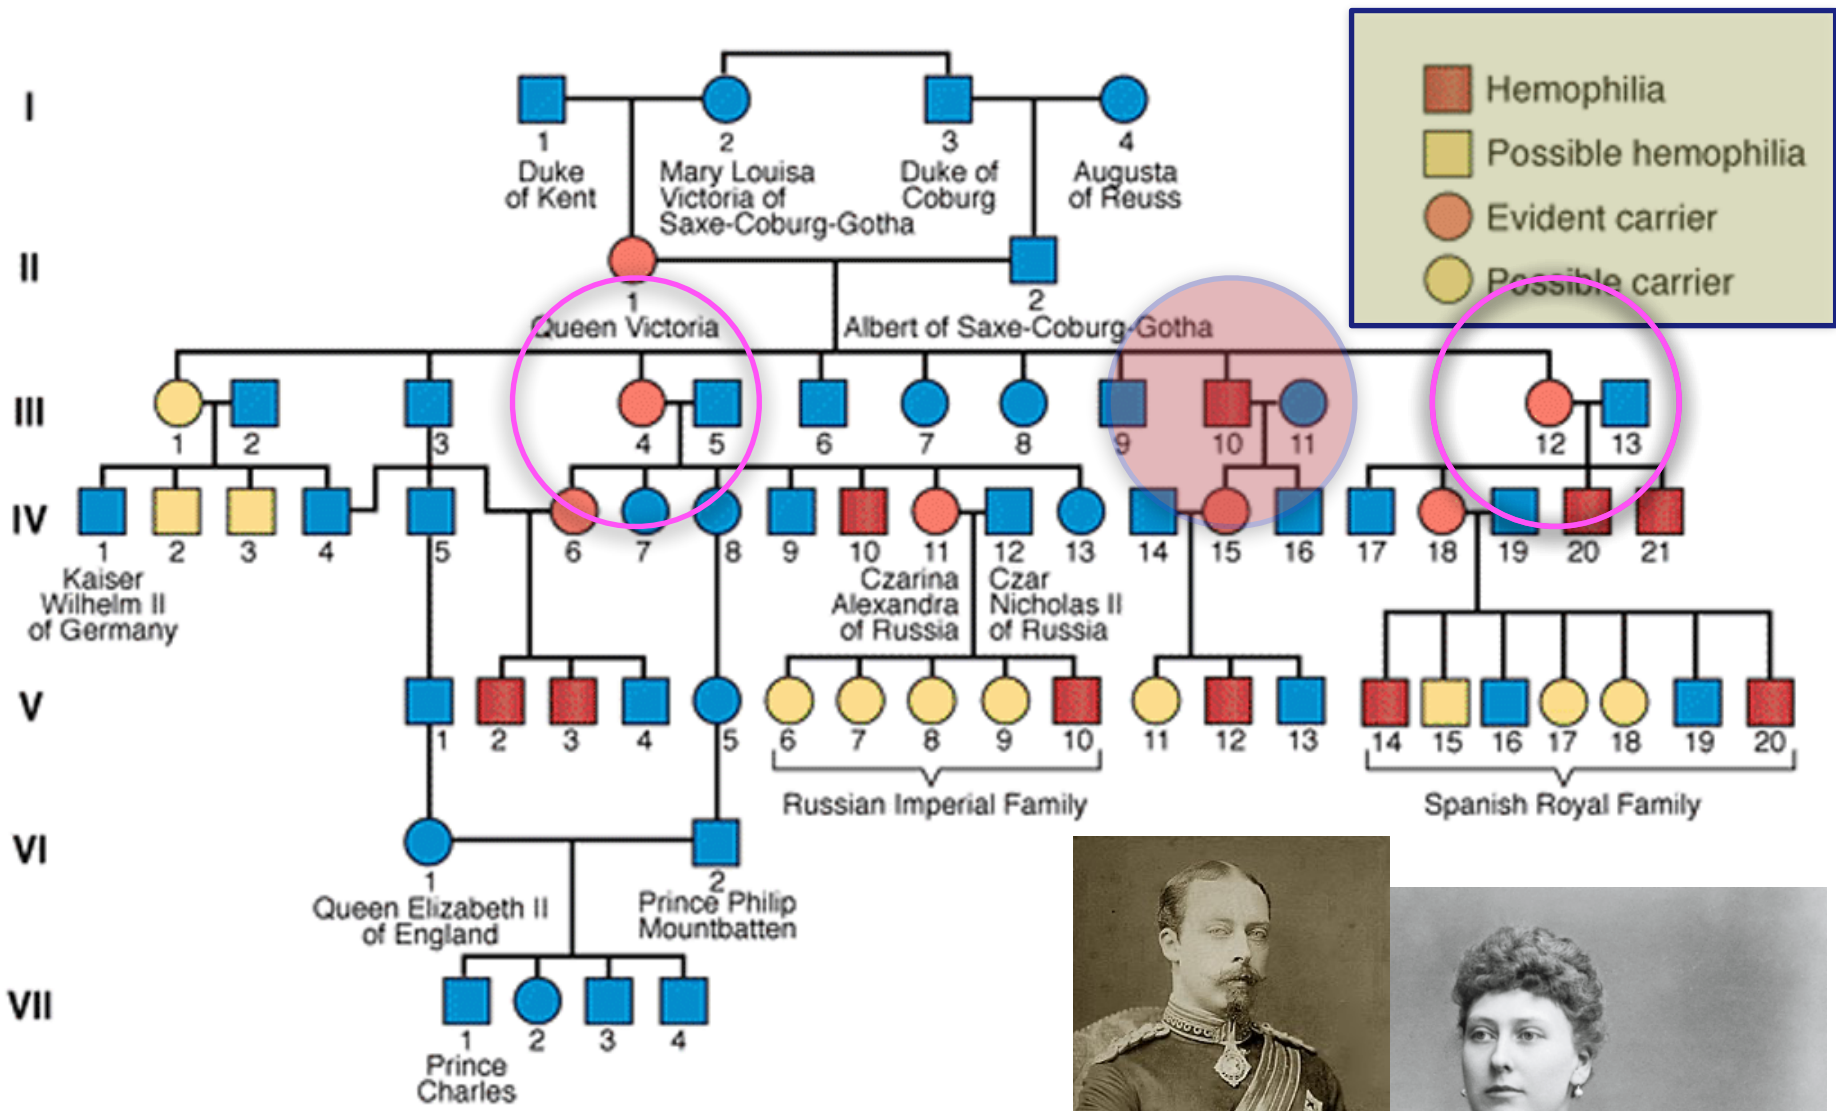 Hemophilia
Possible hemophilia
Evident carrier
Possible carrier
I
1 2 3 4
Duke
of Kent
Mary Louisa
Victoria of
Saxe-Coburg-Gotha
Duke of
Coburg
Augusta
of Reuss
II
1 2
Queen Victoria
Albert of Saxe-Coburg-Gotha
III
1 2 3 4 5 6 7 8 9 10 11 12 13
IV
1 2 3 4 5 6 7 8 9 10 11 12 13 14 15 16 17 18 19 20 21
Kaiser
Wilhelm II
of Germany
Czarina
Alexandra
of Russia
Czar
Nicholas II
of Russia
V
1 2 3 4 5 6 7 8 9 10 11 12 13 14 15 16 17 18 19 20
Russian Imperial Family
Spanish Royal Family
VI
1 2
Queen Elizabeth II
of England
Prince Philip
Mountbatten
VII
1 2 3 4
Prince
Charles